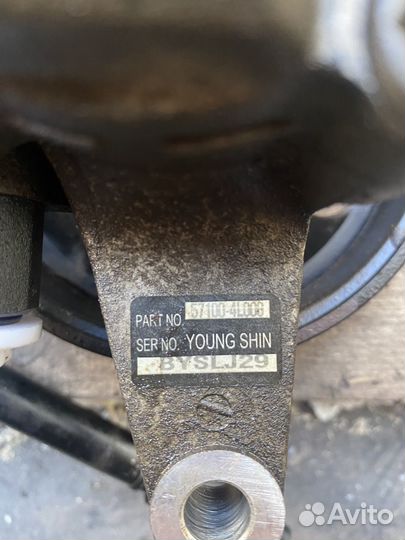 PART NO. 57100-4L000
SER NO. YOUNG SHIN
BYSLJ29
Avito